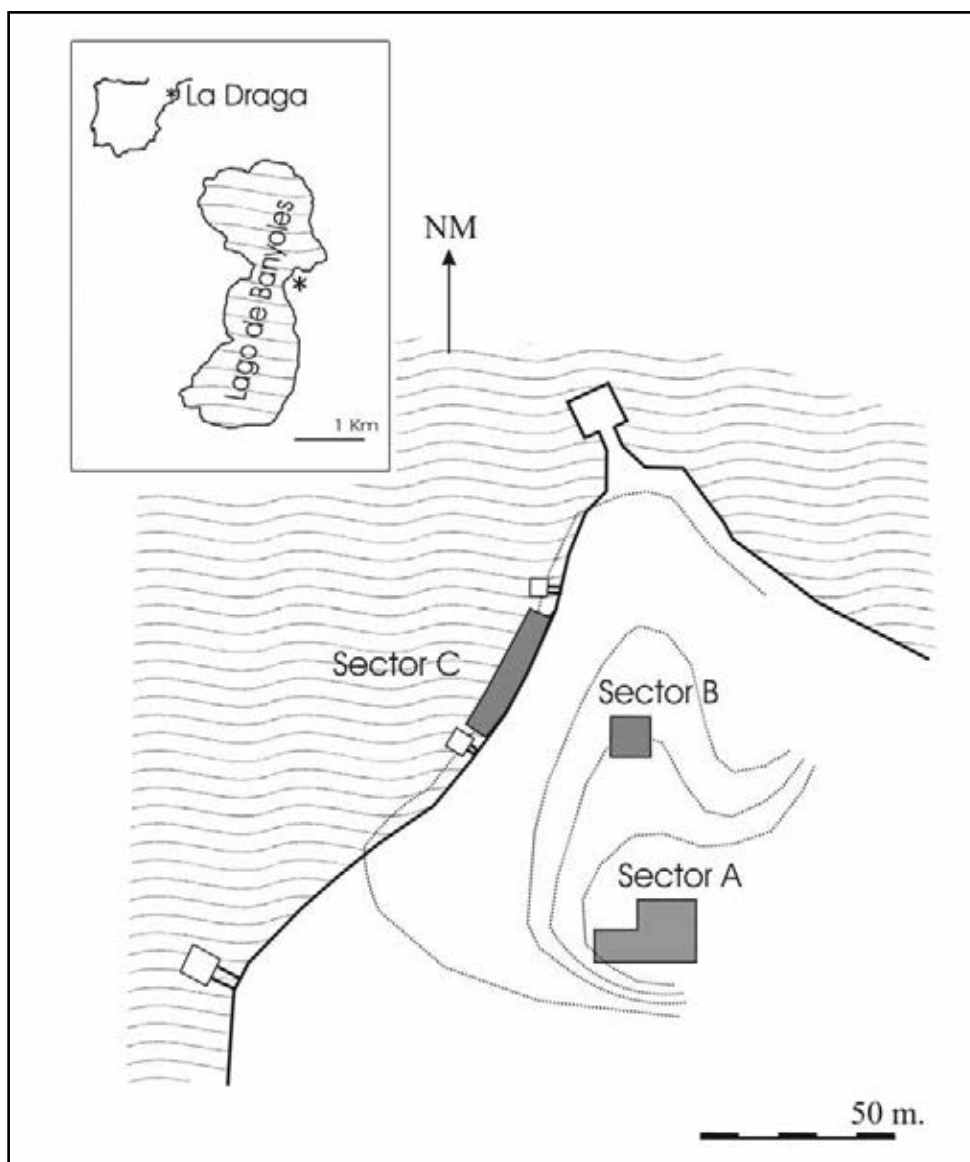 La Draga
Lago de Banyoles
1 Km
NM
Sector C
Sector B
Sector A
50 m.